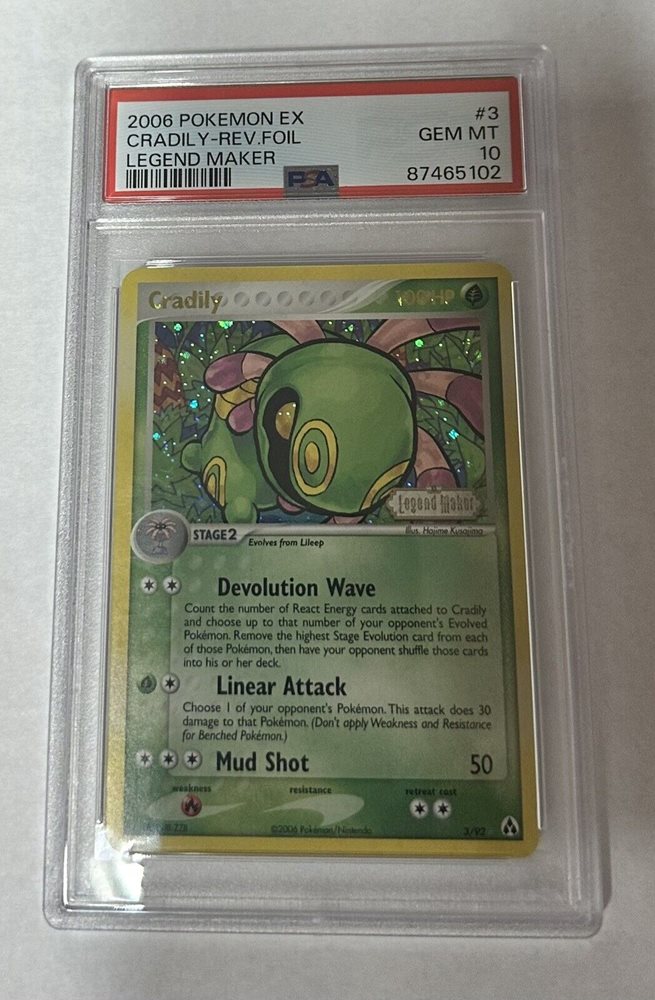 2006 POKEMON EX #3
CRADILY-REV.FOIL GEM MT
LEGEND MAKER 10
PSA 87465102
Cradily 100 HP
Legend Maker
Illus. Hajime Kusajima
STAGE2 Evolves from Lileep
Devolution Wave
Count the number of React Energy cards attached to Cradily
and choose up to that number of your opponent's Evolved
Pokémon. Remove the highest Stage Evolution card from each
of those Pokémon, then have your opponent shuffle those cards
into his or her deck.
Linear Attack
Choose 1 of your opponent's Pokémon. This attack does 30
damage to that Pokémon. (Don't apply Weakness and Resistance
for Benched Pokémon.)
Mud Shot 50
weakness resistance retreat cost
©2006 Pokémon/Nintendo 3/92